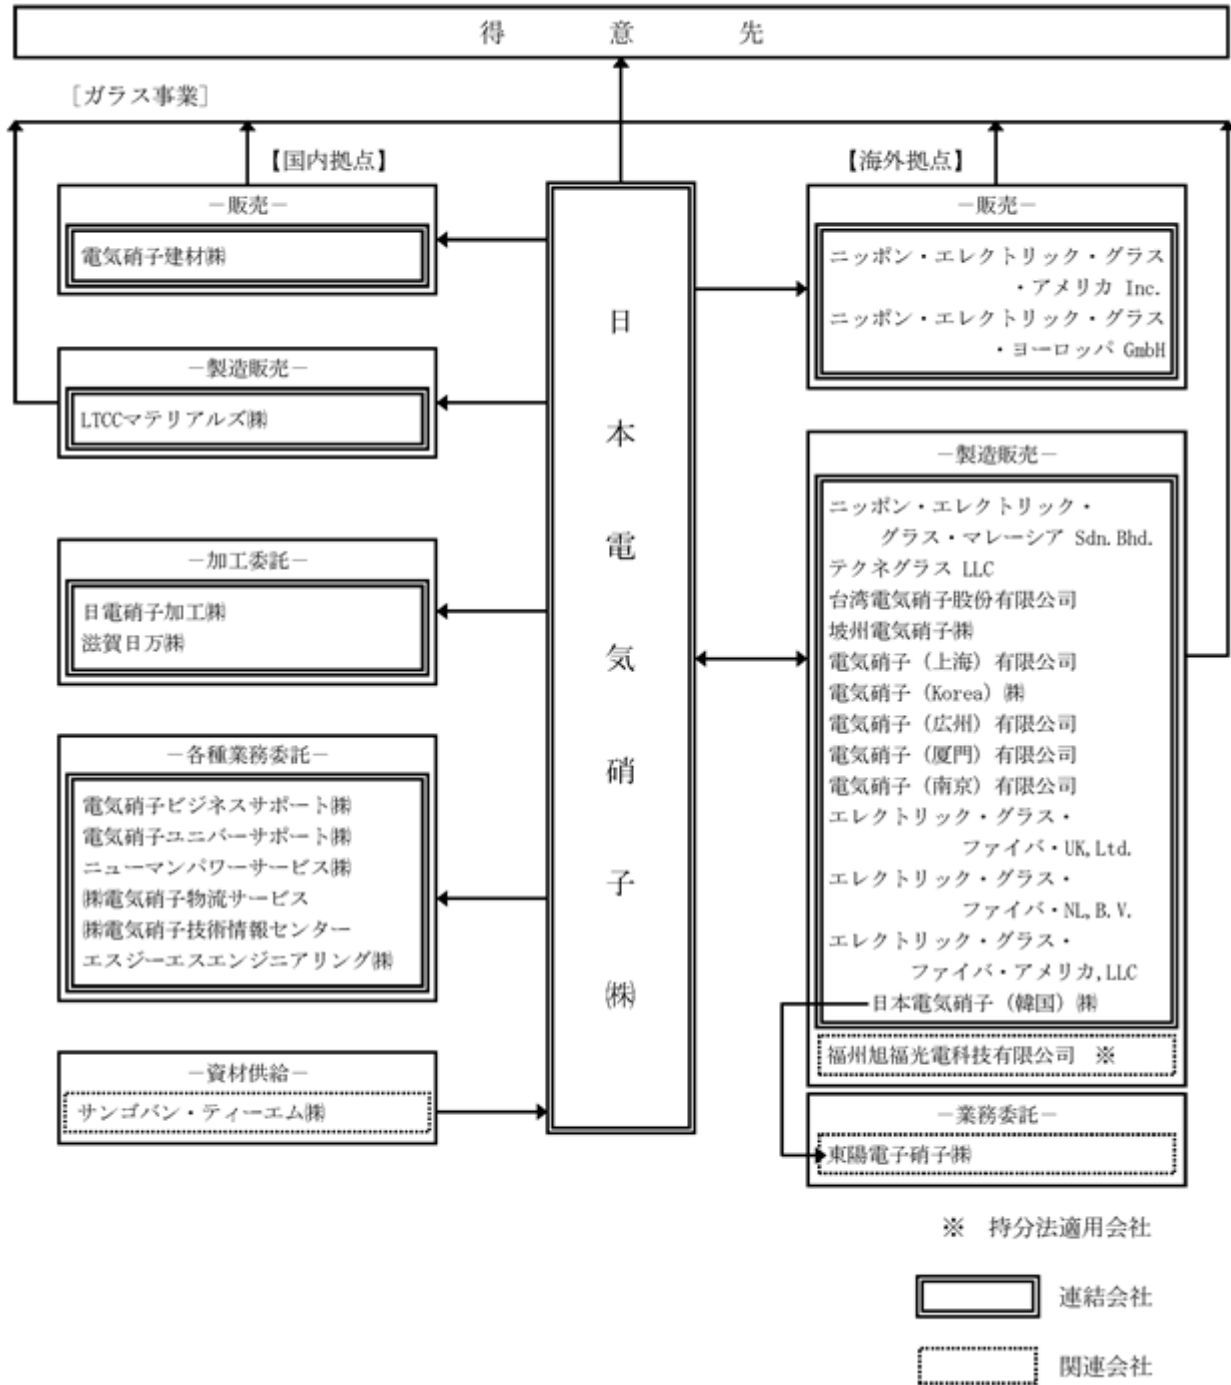 得意先
［ガラス事業］
【国内拠点】
－販売－
電気硝子建材㈱
－製造販売－
LTCCマテリアルズ㈱
－加工委託－
日電硝子加工㈱
滋賀日万㈱
－各種業務委託－
電気硝子ビジネスサポート㈱
電気硝子ユニバーサポート㈱
ニューマンパワーサービス㈱
㈱電気硝子物流サービス
㈱電気硝子技術情報センター
エスジーエスエンジニアリング㈱
－資材供給－
サンゴバン・ティーエム㈱
日本電気硝子㈱
【海外拠点】
－販売－
ニッポン・エレクトリック・グラス
・アメリカ Inc.
ニッポン・エレクトリック・グラス
・ヨーロッパ GmbH
－製造販売－
ニッポン・エレクトリック・
グラス・マレーシア Sdn.Bhd.
テクネグラス LLC
台湾電気硝子股份有限公司
坡州電気硝子㈱
電気硝子（上海）有限公司
電気硝子（Korea）㈱
電気硝子（広州）有限公司
電気硝子（厦門）有限公司
電気硝子（南京）有限公司
エレクトリック・グラス・
ファイバ・UK,Ltd.
エレクトリック・グラス・
ファイバ・NL,B.V.
エレクトリック・グラス・
ファイバ・アメリカ,LLC
日本電気硝子（韓国）㈱
福州旭福光電科技有限公司　※
－業務委託－
東陽電子硝子㈱
※　持分法適用会社
連結会社
関連会社